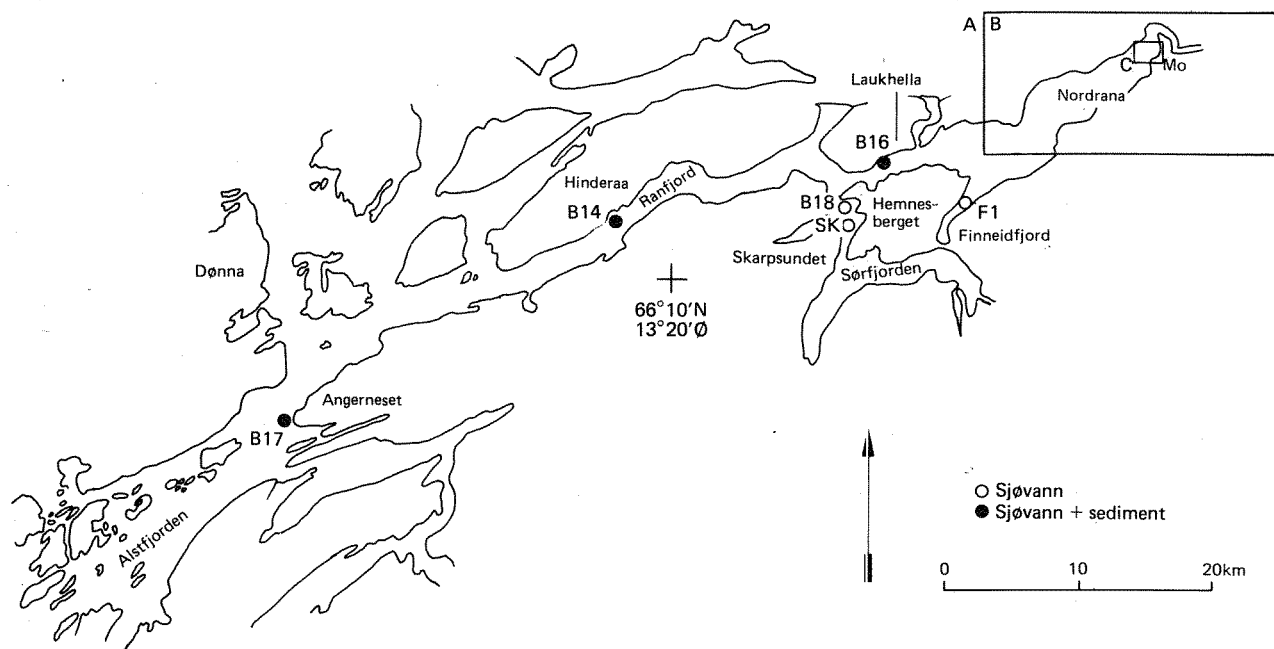 A B
C Mo
Laukhella
Nordrana
B16
Hinderaa
Ranfjord
B14
B18
SK
Hemnes-
berget
F1
Finneidfjord
Skarpsundet
Sørfjorden
Dønna
66°10'N
13°20'Ø
Angerneset
B17
Alstfjorden
Sjøvann
Sjøvann + sediment
0 10 20km